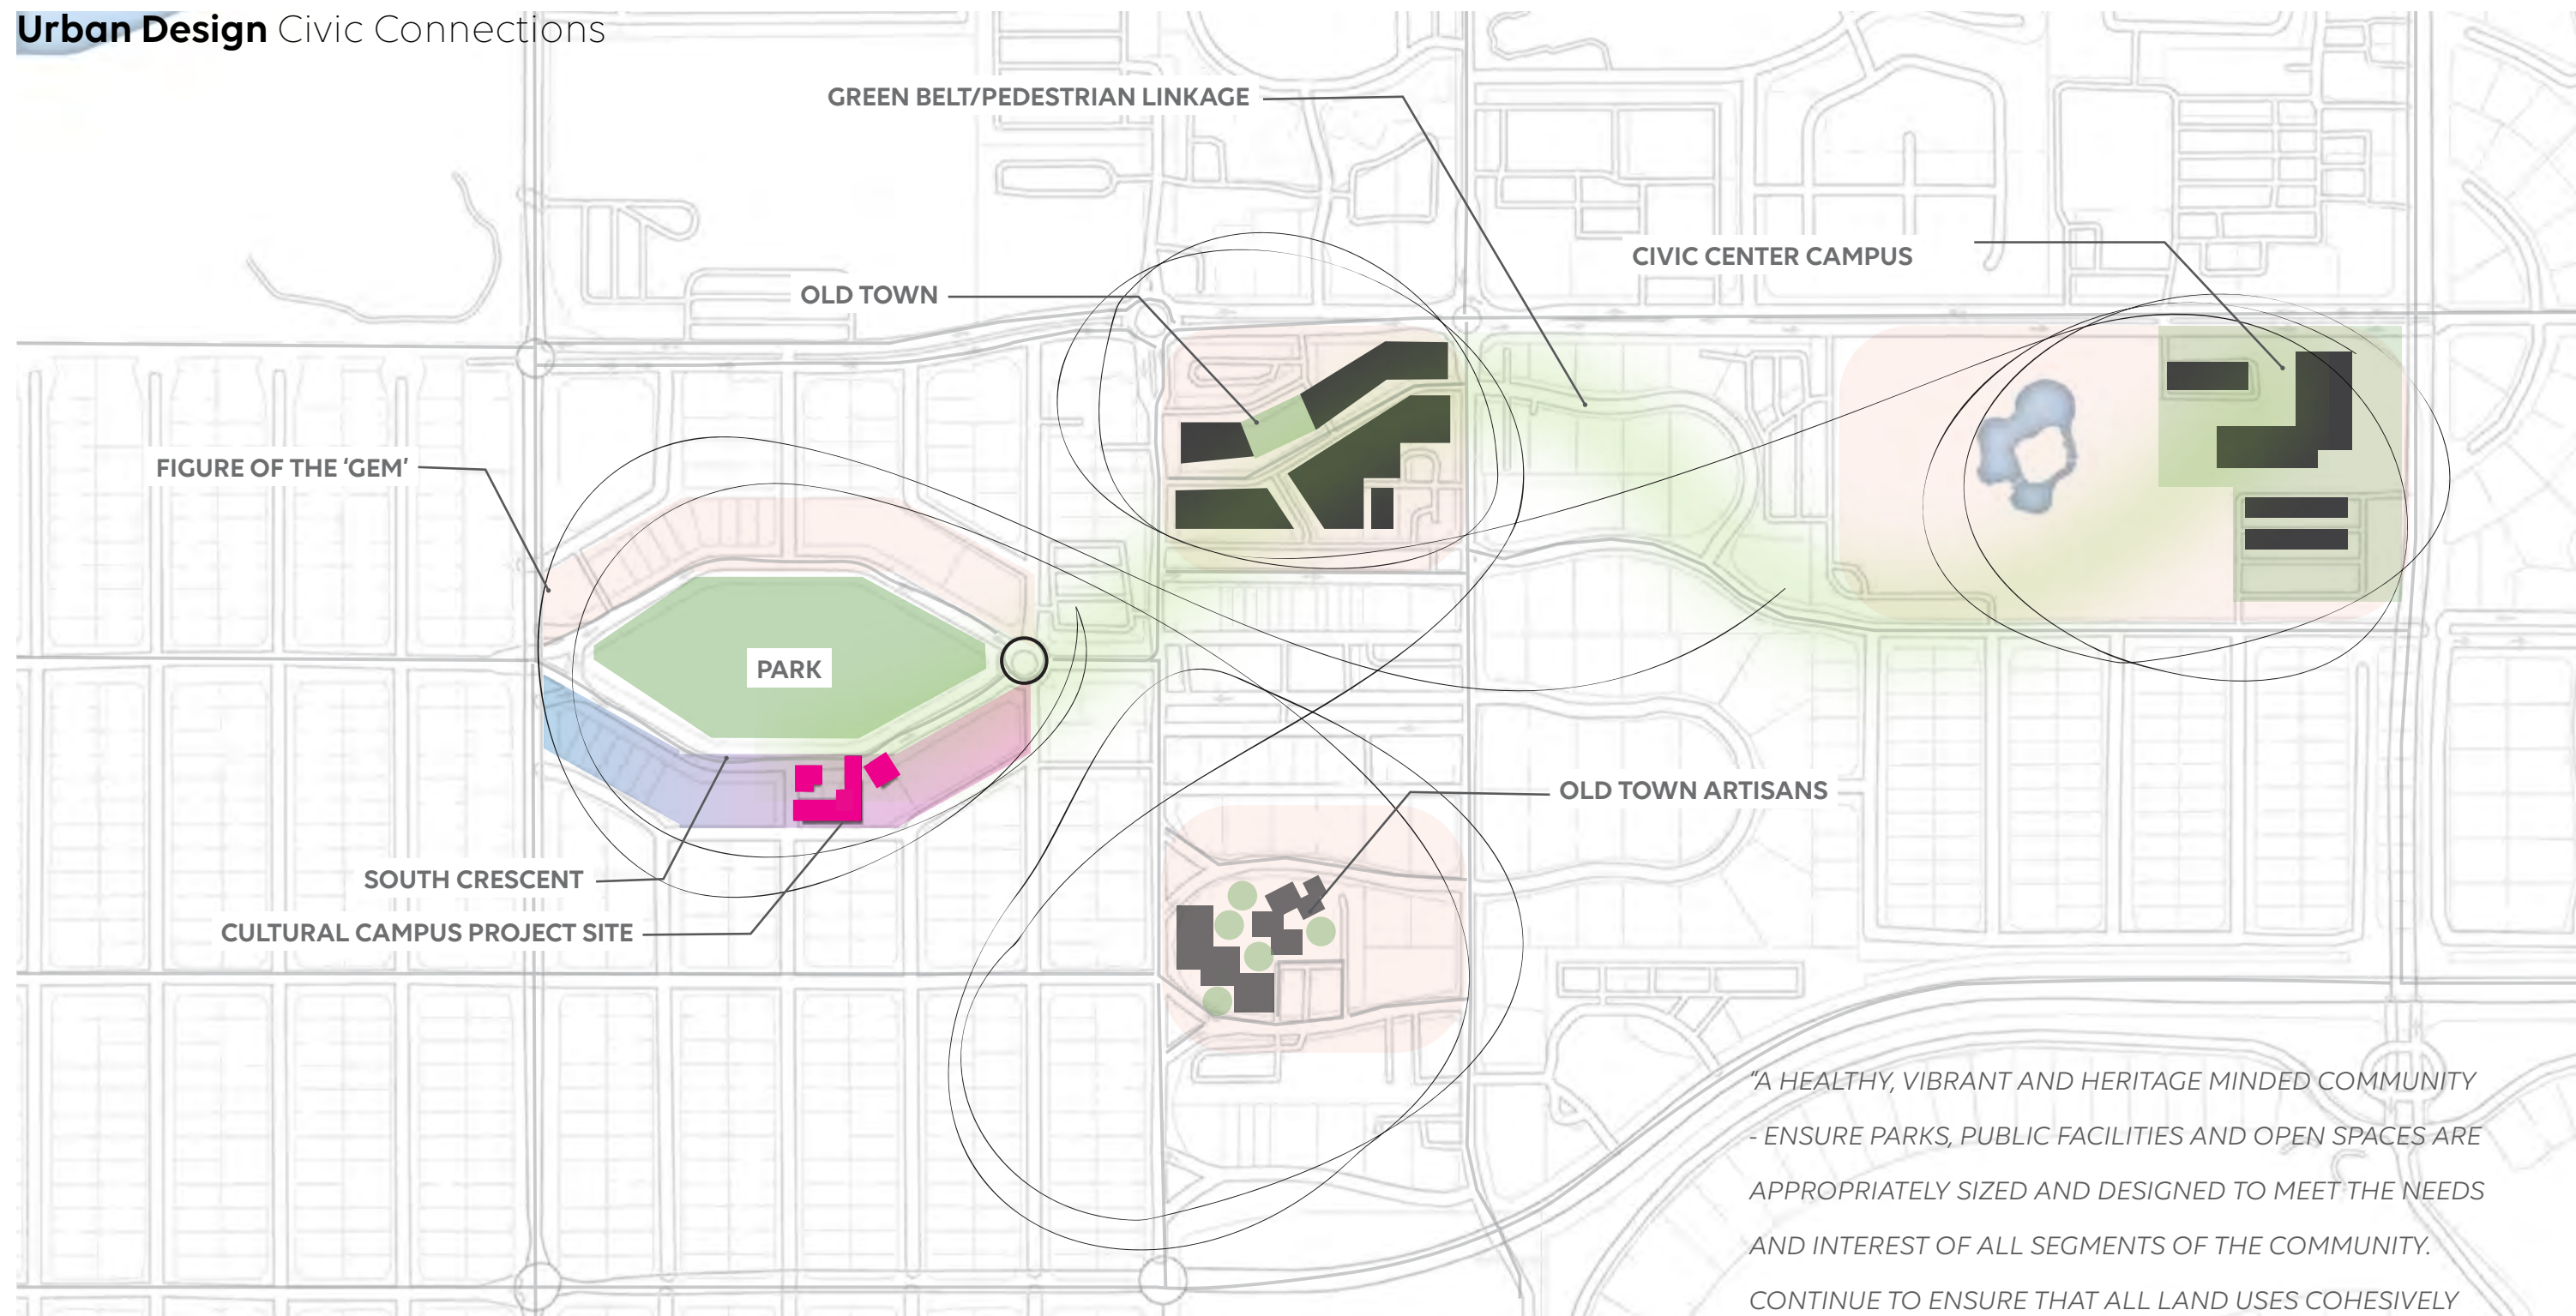 Urban Design Civic Connections
GREEN BELT/PEDESTRIAN LINKAGE
CIVIC CENTER CAMPUS
OLD TOWN
FIGURE OF THE ‘GEM’
PARK
OLD TOWN ARTISANS
SOUTH CRESCENT
CULTURAL CAMPUS PROJECT SITE
“A HEALTHY, VIBRANT AND HERITAGE MINDED COMMUNITY
- ENSURE PARKS, PUBLIC FACILITIES AND OPEN SPACES ARE
APPROPRIATELY SIZED AND DESIGNED TO MEET THE NEEDS
AND INTEREST OF ALL SEGMENTS OF THE COMMUNITY.
CONTINUE TO ENSURE THAT ALL LAND USES COHESIVELY